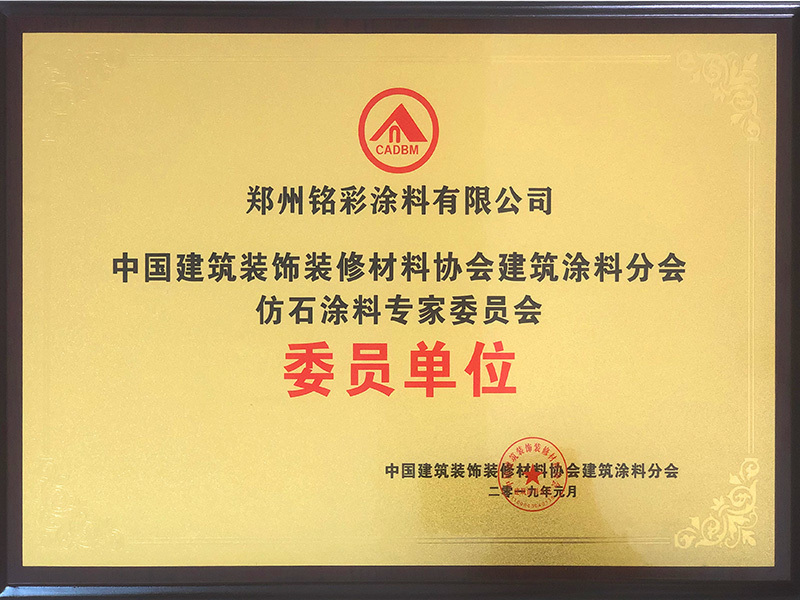 CADBM
郑州铭彩涂料有限公司
中国建筑装饰装修材料协会建筑涂料分会
仿石涂料专家委员会
委员单位
中国建筑装饰装修材料协会建筑涂料分会
二零一九年元月